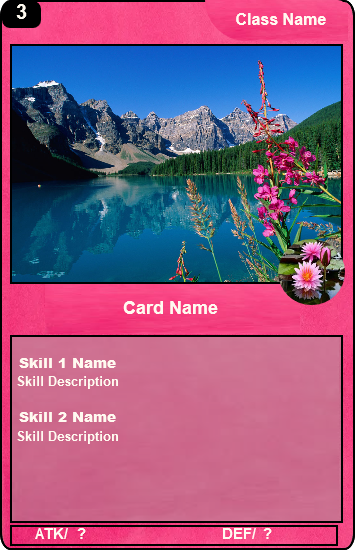 3
Class Name
Card Name
Skill 1 Name
Skill Description
Skill 2 Name
Skill Description
ATK/ ? DEF/ ?